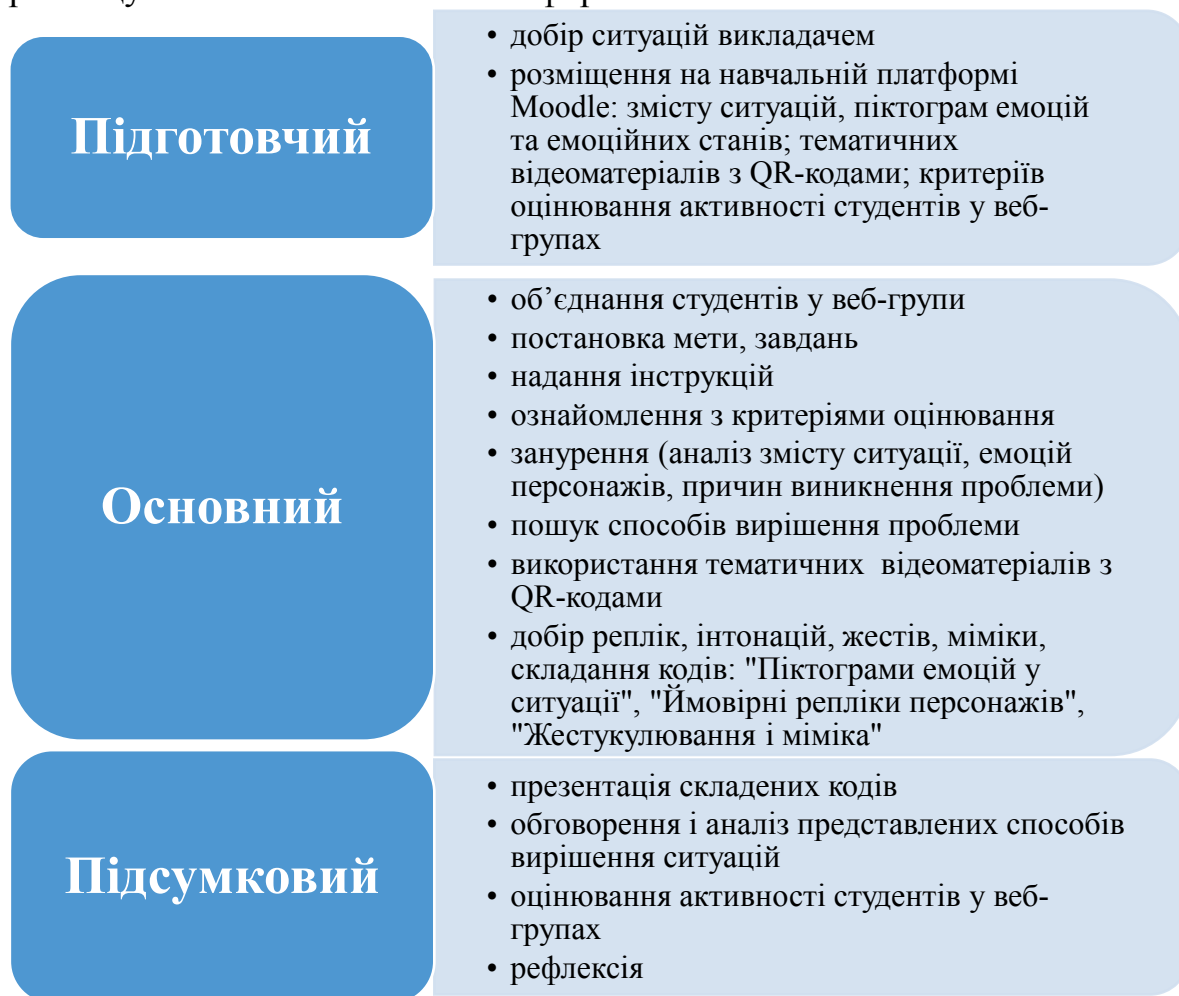 Підготовчий
• добір ситуацій викладачем
• розміщення на навчальній платформі
Moodle: змісту ситуацій, піктограм емоцій
та емоційних станів; тематичних
відеоматеріалів з QR-кодами; критеріїв
оцінювання активності студентів у веб-
групах
Основний
• об’єднання студентів у веб-групи
• постановка мети, завдань
• надання інструкцій
• ознайомлення з критеріями оцінювання
• занурення (аналіз змісту ситуації, емоцій
персонажів, причин виникнення проблеми)
• пошук способів вирішення проблеми
• використання тематичних відеоматеріалів з
QR-кодами
• добір реплік, інтонацій, жестів, міміки,
складання кодів: "Піктограми емоцій у
ситуації", "Ймовірні репліки персонажів",
"Жестукулювання і міміка"
Підсумковий
• презентація складених кодів
• обговорення і аналіз представлених способів
вирішення ситуацій
• оцінювання активності студентів у веб-
групах
• рефлексія